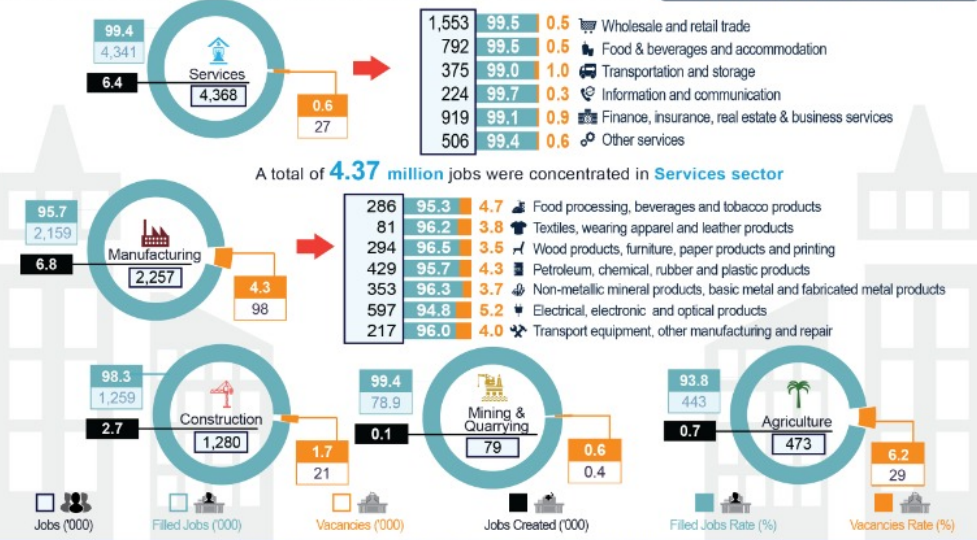 99.4
4,341
6.4
Services
4,368
0.6
27
1,553 99.5 0.5 Wholesale and retail trade
792 99.5 0.5 Food & beverages and accommodation
375 99.0 1.0 Transportation and storage
224 99.7 0.3 Information and communication
919 99.1 0.9 Finance, insurance, real estate & business services
506 99.4 0.6 Other services
A total of 4.37 million jobs were concentrated in Services sector
95.7
2,159
6.8
Manufacturing
2,257
4.3
98
286 95.3 4.7 Food processing, beverages and tobacco products
81 96.2 3.8 Textiles, wearing apparel and leather products
294 96.5 3.5 Wood products, furniture, paper products and printing
429 95.7 4.3 Petroleum, chemical, rubber and plastic products
353 96.3 3.7 Non-metallic mineral products, basic metal and fabricated metal products
597 94.8 5.2 Electrical, electronic and optical products
217 96.0 4.0 Transport equipment, other manufacturing and repair
98.3
1,259
2.7
Construction
1,280
1.7
21
99.4
78.9
0.1
Mining &
Quarrying
79
0.6
0.4
93.8
443
0.7
Agriculture
473
6.2
29
Jobs ('000)
Filled Jobs ('000)
Vacancies ('000)
Jobs Created ('000)
Filled Jobs Rate (%)
Vacancies Rate (%)